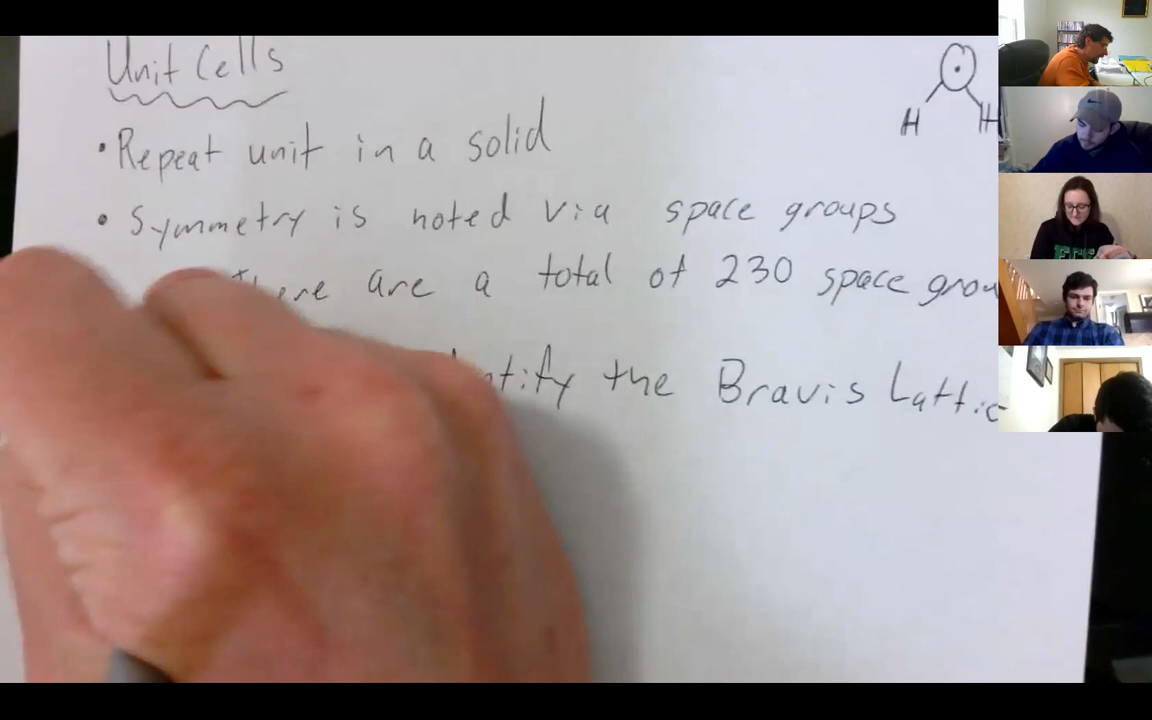 Unit Cells
H H
• Repeat unit in a solid
• Symmetry is noted via space groups
are a total of 230 space
the Bravis Lattic